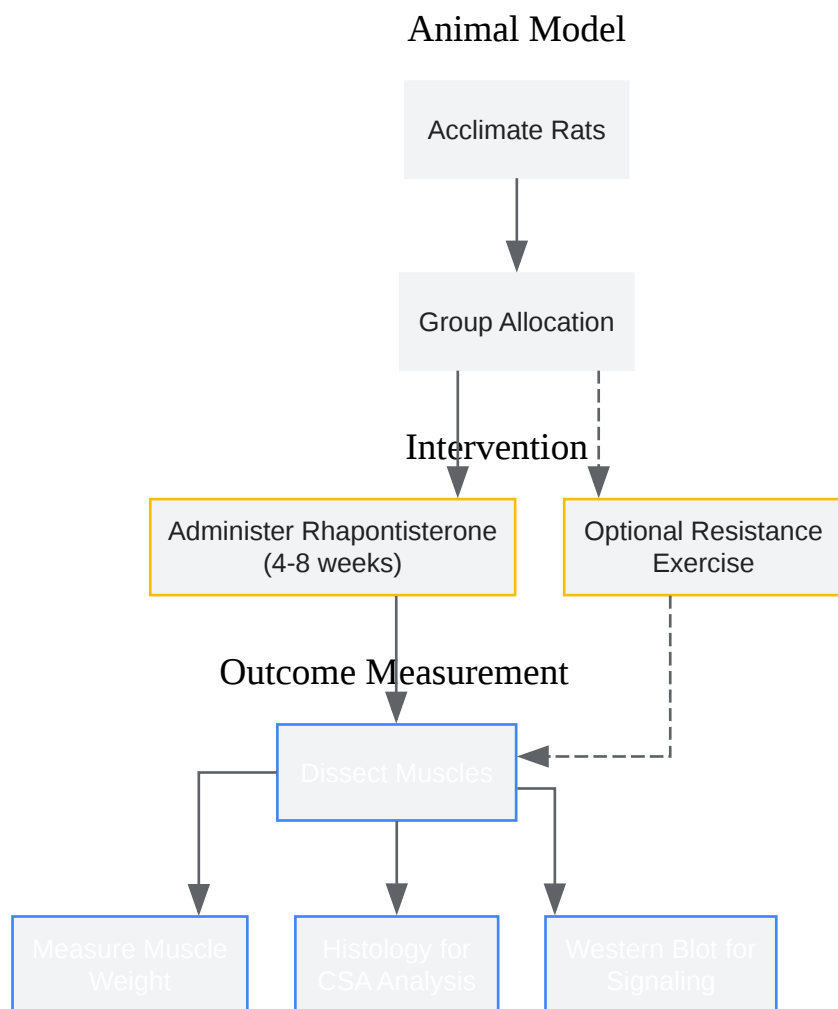 Animal Model
Acclimate Rats
Group Allocation
Intervention
Administer Rhapontisterone
(4-8 weeks)
Optional Resistance
Exercise
Outcome Measurement
Dissect Muscles
Measure Muscle
Weight
Histology for
CSA Analysis
Western Blot for
Signaling